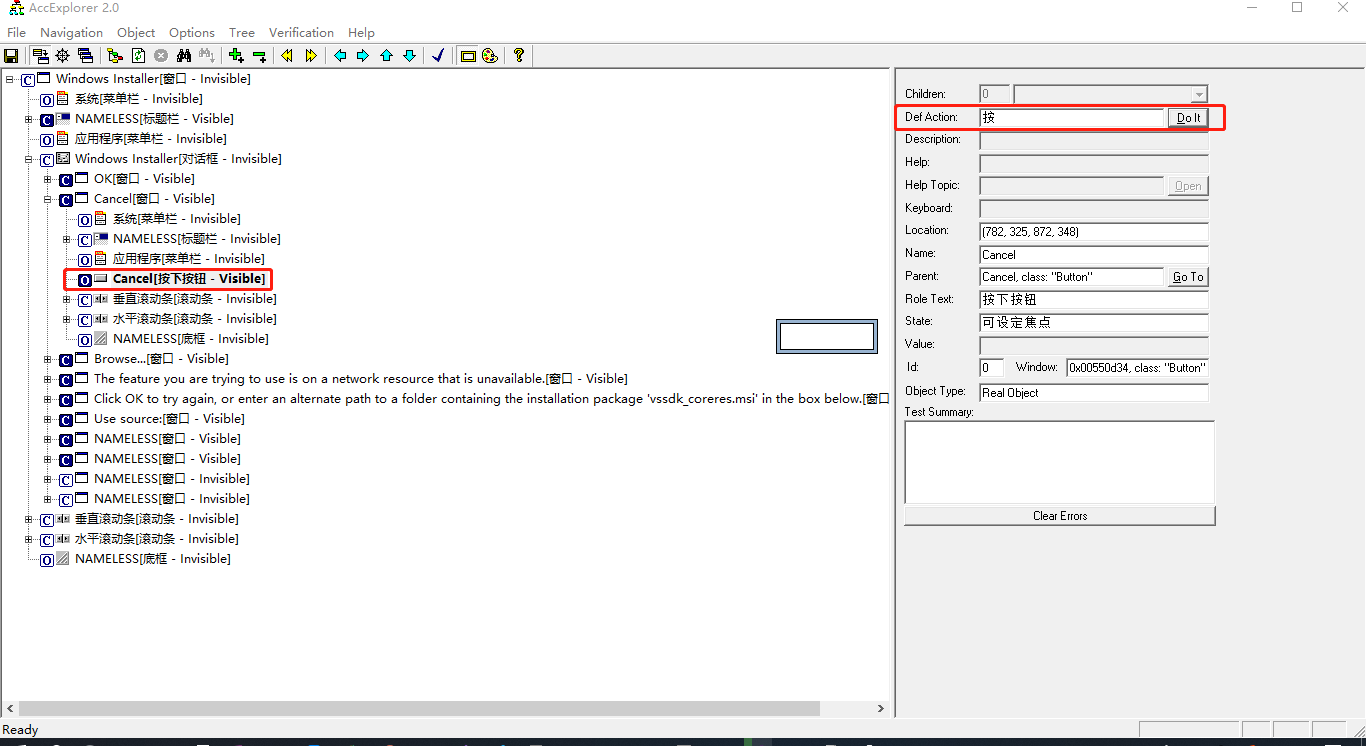 AccExplorer 2.0
File Navigation Object Options Tree Verification Help
Windows Installer[窗口 - Invisible]
系统[菜单栏 - Invisible]
NAMELESS[标题栏 - Visible]
应用程序[菜单栏 - Invisible]
Windows Installer[对话框 - Invisible]
OK[窗口 - Visible]
Cancel[窗口 - Visible]
系统[菜单栏 - Invisible]
NAMELESS[标题栏 - Invisible]
应用程序[菜单栏 - Invisible]
Cancel[按下按钮 - Visible]
垂直滚动条[滚动条 - Invisible]
水平滚动条[滚动条 - Invisible]
NAMELESS[底框 - Invisible]
Browse...[窗口 - Visible]
The feature you are trying to use is on a network resource that is unavailable.[窗口 - Visible]
Click OK to try again, or enter an alternate path to a folder containing the installation package 'vssdk_coreres.msi' in the box below.[窗口
Use source:[窗口 - Visible]
NAMELESS[窗口 - Visible]
NAMELESS[窗口 - Visible]
NAMELESS[窗口 - Invisible]
NAMELESS[窗口 - Invisible]
垂直滚动条[滚动条 - Invisible]
水平滚动条[滚动条 - Invisible]
NAMELESS[底框 - Invisible]
Children: 0
Def Action: 按 Do It
Description:
Help:
Help Topic: Open
Keyboard:
Location: (782, 325, 872, 348)
Name: Cancel
Parent: Cancel, class: "Button" Go To
Role Text: 按下按钮
State: 可设定焦点
Value:
Id: 0 Window: 0x00550d34, class: "Button"
Object Type: Real Object
Test Summary:
Clear Errors
Ready